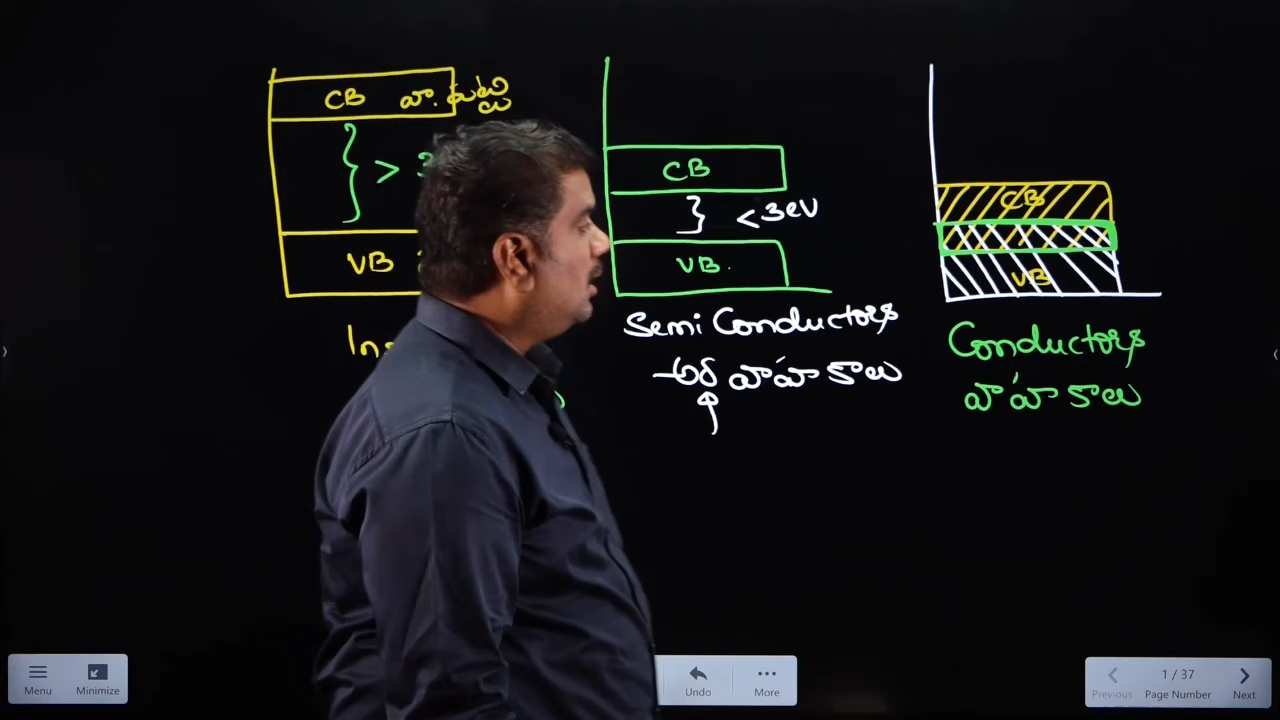 CB వా.
> 3
VB
Ins
CB
< 3eV
VB
Semi Conductors
అర్థ వాహకాలు
CB
VB
Conductors
వాహకాలు
Menu
Minimize
Undo
More
1 / 37
Previous Page Number Next